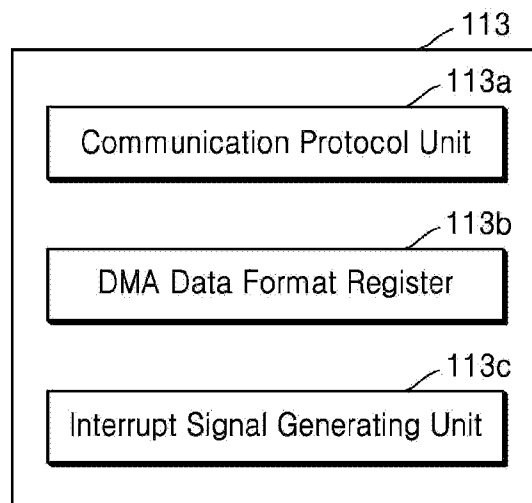 113
113a
Communication Protocol Unit
113b
DMA Data Format Register
113c
Interrupt Signal Generating Unit